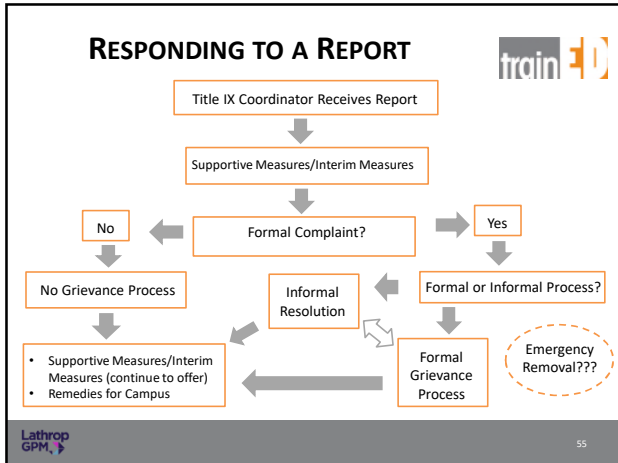 RESPONDING TO A REPORT
train ED
Title IX Coordinator Receives Report
Supportive Measures/Interim Measures
No
Formal Complaint?
Yes
No Grievance Process
Informal
Resolution
Formal or Informal Process?
• Supportive Measures/Interim
Measures (continue to offer)
• Remedies for Campus
Formal
Grievance
Process
Emergency
Removal???
Lathrop
GPM
55